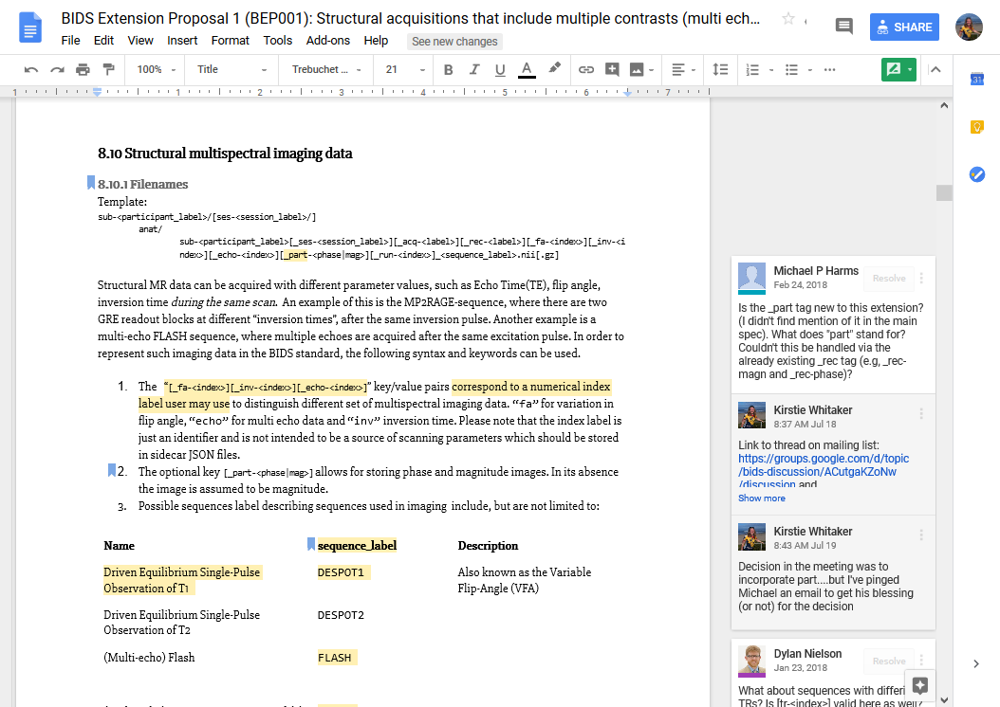 BIDS Extension Proposal 1 (BEP001): Structural acquisitions that include multiple contrasts (multi ech...
File Edit View Insert Format Tools Add-ons Help See new changes
SHARE
100% Title Trebuchet ... 21 B I U A
1 1 2 3 4 5 6 7
31
8.10 Structural multispectral imaging data
8.10.1 Filenames
Template:
sub-<participant_label>/[ses-<session_label>/]
anat/
sub-<participant_label>[_ses-<session_label>][_acq-<label>][_rec-<label>][_fa-<index>][_inv-<i
ndex>][_echo-<index>][_part-<phase|mag>][_run-<index>]_<sequence_label>.nii[.gz]
Structural MR data can be acquired with different parameter values, such as Echo Time(TE), flip angle,
inversion time during the same scan. An example of this is the MP2RAGE-sequence, where there are two
GRE readout blocks at different “inversion times”, after the same inversion pulse. Another example is a
multi-echo FLASH sequence, where multiple echoes are acquired after the same excitation pulse. In order to
represent such imaging data in the BIDS standard, the following syntax and keywords can be used.
1. The “[_fa-<index>][_inv-<index>][_echo-<index>]” key/value pairs correspond to a numerical index
label user may use to distinguish different set of multispectral imaging data. “fa” for variation in
flip angle, “echo” for multi echo data and “inv” inversion time. Please note that the index label is
just an identifier and is not intended to be a source of scanning parameters which should be stored
in sidecar JSON files.
2. The optional key [_part-<phase|mag>] allows for storing phase and magnitude images. In its absence
the image is assumed to be magnitude.
3. Possible sequences label describing sequences used in imaging include, but are not limited to:
Name sequence_label Description
Driven Equilibrium Single-Pulse DESPOT1 Also known as the Variable
Observation of T1 Flip-Angle (VFA)
Driven Equilibrium Single-Pulse DESPOT2
Observation of T2
(Multi-echo) Flash FLASH
Michael P Harms
Feb 24, 2018
Resolve
Is the _part tag new to this extension?
(I didn't find mention of it in the main
spec). What does "part" stand for?
Couldn't this be handled via the
already existing _rec tag (e.g, _rec-
magn and _rec-phase)?
Kirstie Whitaker
8:37 AM Jul 18
Link to thread on mailing list:
https://groups.google.com/d/topic
/bids-discussion/ACutgaKZoNw
/discussion and
Show more
Kirstie Whitaker
8:43 AM Jul 19
Decision in the meeting was to
incorporate part....but I've pinged
Michael an email to get his blessing
(or not) for the decision
Dylan Nielson
Jan 23, 2018
Resolve
What about sequences with differi
TRs? Is [tr-<index>] valid here as well?